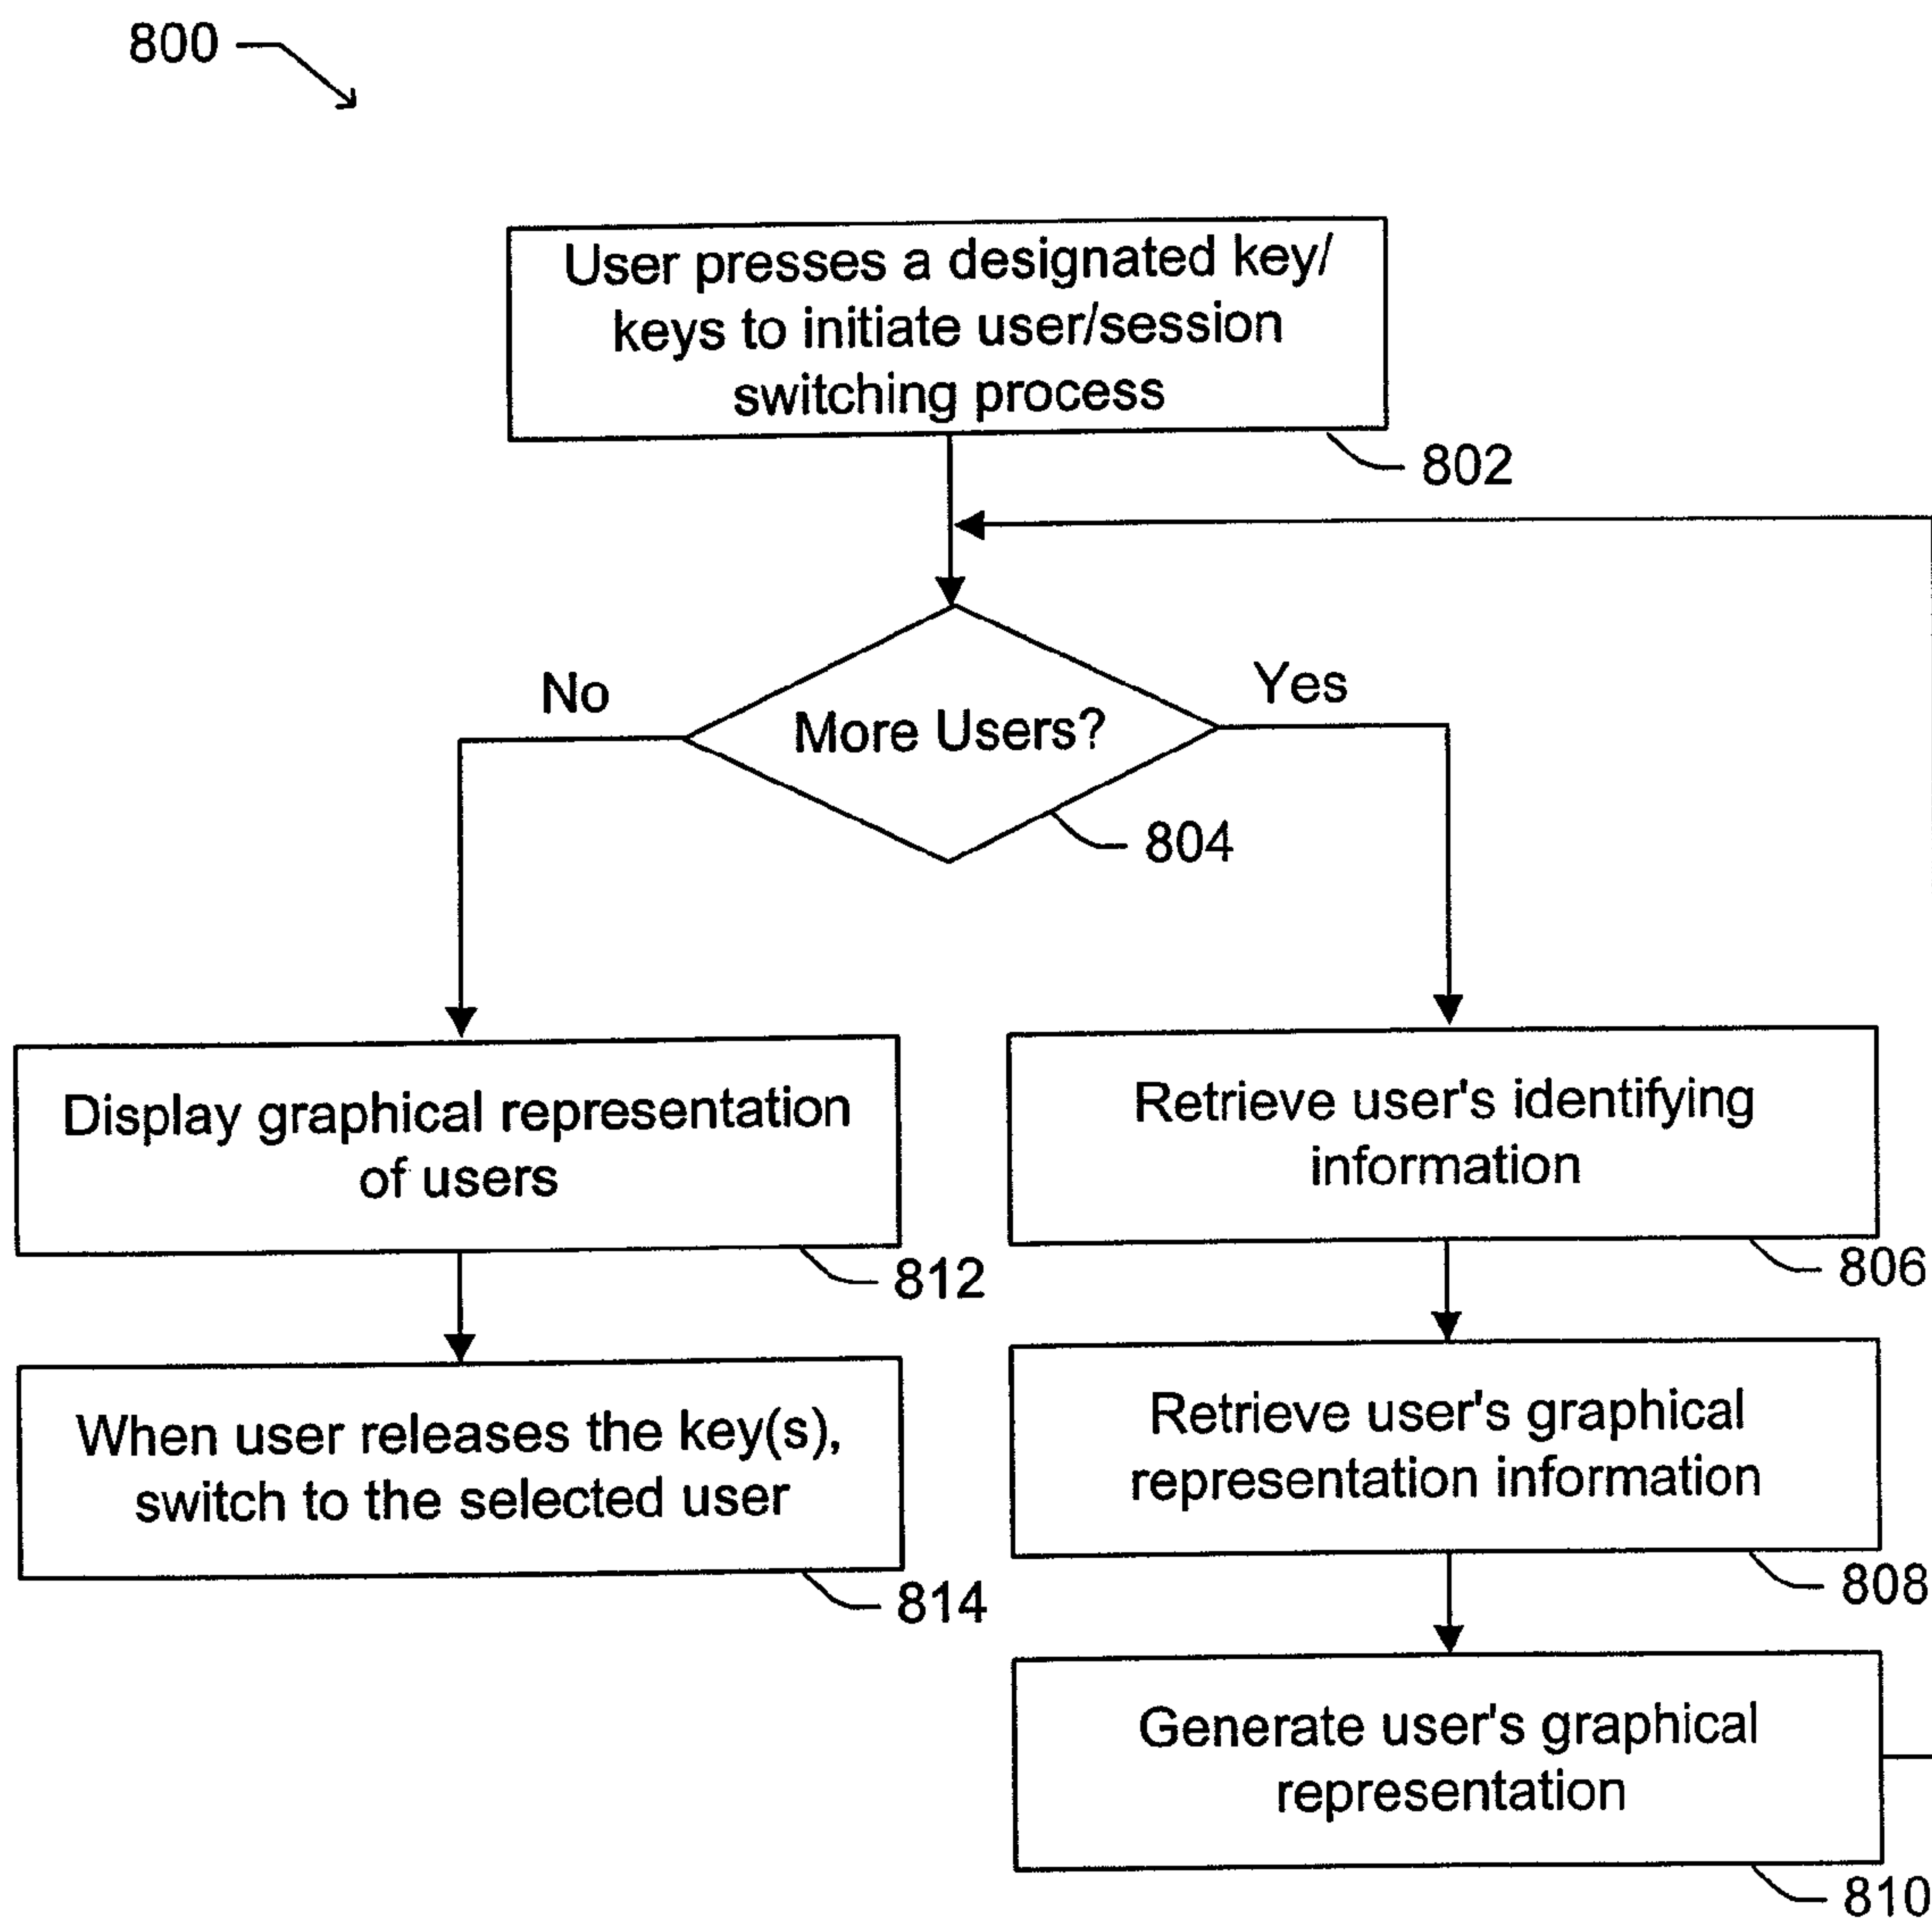 800
User presses a designated key/
keys to initiate user/session
switching process
802
No
Yes
More Users?
804
Display graphical representation
of users
812
Retrieve user's identifying
information
806
When user releases the key(s),
switch to the selected user
814
Retrieve user's graphical
representation information
808
Generate user's graphical
representation
810